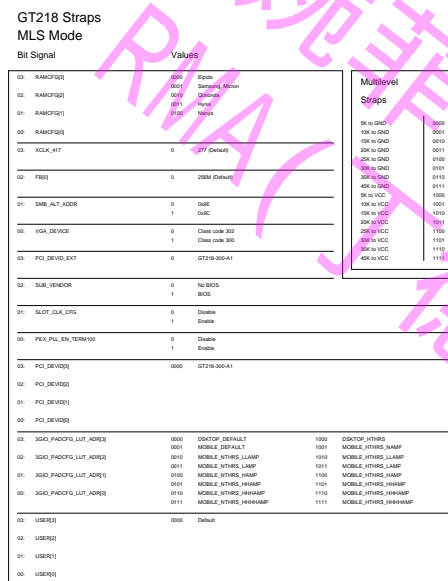 GT218 Straps
MLS Mode
Bit Signal Values
03: RAMCFG[3] 0000 Elpida
0001 Samsung, Micron
02: RAMCFG[2] 0010 Qimonda
0011 Hynix
01: RAMCFG[1] 0100 Nanya
00: RAMCFG[0]
03: XCLK_417 0 277 (Default)
02: FB[0] 0 256M (Default)
01: SMB_ALT_ADDR 0 0x9E
1 0x9C
00: VGA_DEVICE 0 Class code 302
1 Class code 300
03: PCI_DEVID_EXT 0 GT218-300-A1
02: SUB_VENDOR 0 No BIOS
1 BIOS
01: SLOT_CLK_CFG 0 Disable
1 Enable
00: PEX_PLL_EN_TERM100 0 Disable
1 Enable
03: PCI_DEVID[3] 0000 GT218-300-A1
02: PCI_DEVID[2]
01: PCI_DEVID[1]
00: PCI_DEVID[0]
03: 3GIO_PADCFG_LUT_ADR[3] 0000 DSKTOP_DEFAULT 1000 DSKTOP_HTHRS
0001 MOBILE_DEFAULT 1001 MOBILE_HTHRS_NAMP
02: 3GIO_PADCFG_LUT_ADR[2] 0010 MOBILE_NTHRS_LLAMP 1010 MOBILE_HTHRS_LLAMP
0011 MOBILE_NTHRS_LAMP 1011 MOBILE_HTHRS_LAMP
01: 3GIO_PADCFG_LUT_ADR[1] 0100 MOBILE_NTHRS_HAMP 1100 MOBILE_HTHRS_HAMP
0101 MOBILE_NTHRS_HHAMP 1101 MOBILE_HTHRS_HHAMP
00: 3GIO_PADCFG_LUT_ADR[0] 0110 MOBILE_NTHRS_HHHAMP 1110 MOBILE_HTHRS_HHHAMP
0111 MOBILE_NTHRS_HHHHAMP 1111 MOBILE_HTHRS_HHHHAMP
03: USER[3] 0000 Default
02: USER[2]
01: USER[1]
00: USER[0]
Multilevel
Straps
5K to GND 0000
10K to GND 0001
15K to GND 0010
20K to GND 0011
25K to GND 0100
30K to GND 0101
35K to GND 0110
45K to GND 0111
5K to VCC 1000
10K to VCC 1001
15K to VCC 1010
20K to VCC 1011
25K to VCC 1100
30K to VCC 1101
35K to VCC 1110
45K to VCC 1111
菲
RMA(